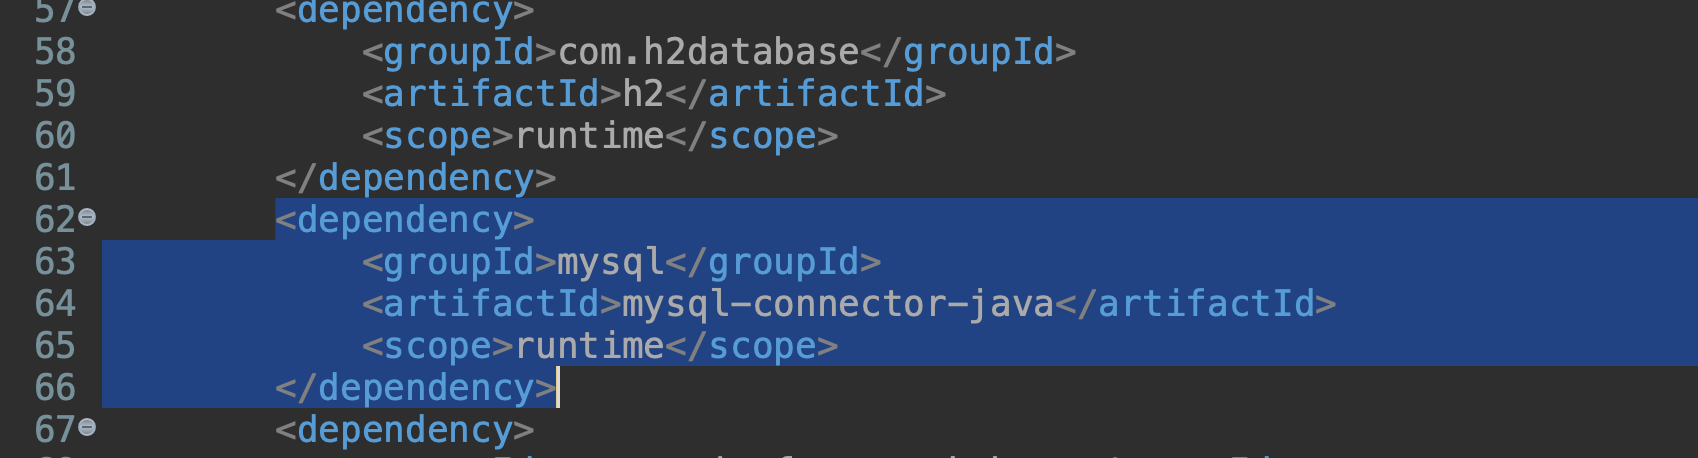 57 <dependency>
58 <groupId>com.h2database</groupId>
59 <artifactId>h2</artifactId>
60 <scope>runtime</scope>
61 </dependency>
62 <dependency>
63 <groupId>mysql</groupId>
64 <artifactId>mysql-connector-java</artifactId>
65 <scope>runtime</scope>
66 </dependency>
67 <dependency>